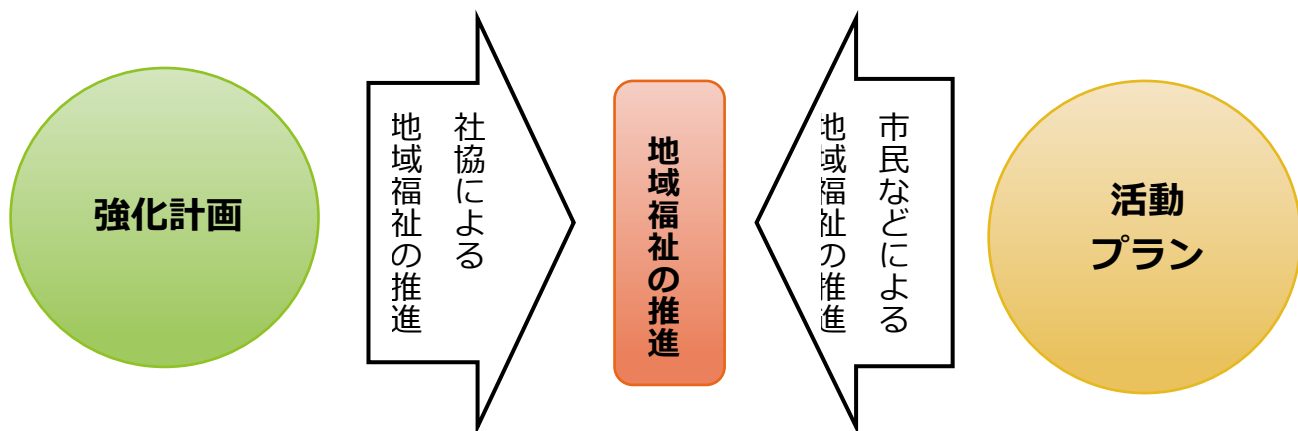 強化計画
社協による
地域福祉の推進
地域福祉の推進
市民などによる
地域福祉の推進
活動
プラン